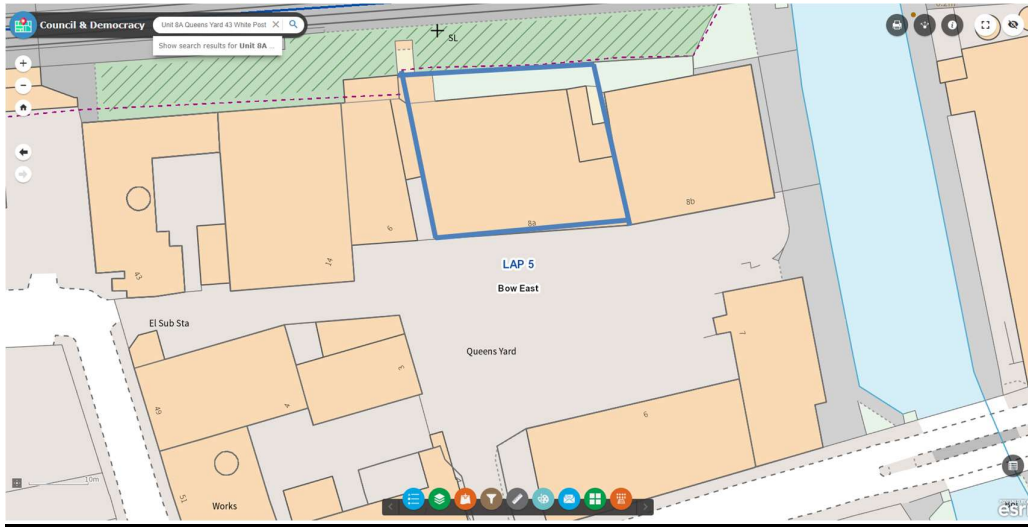 Council & Democracy
Unit 8A Queens Yard 43 White Post
Show search results for Unit 8A ...
SL
8b
8a
9
14
43
LAP 5
Bow East
El Sub Sta
Queens Yard
7
6
49
A
E
51
Works
10m
esri